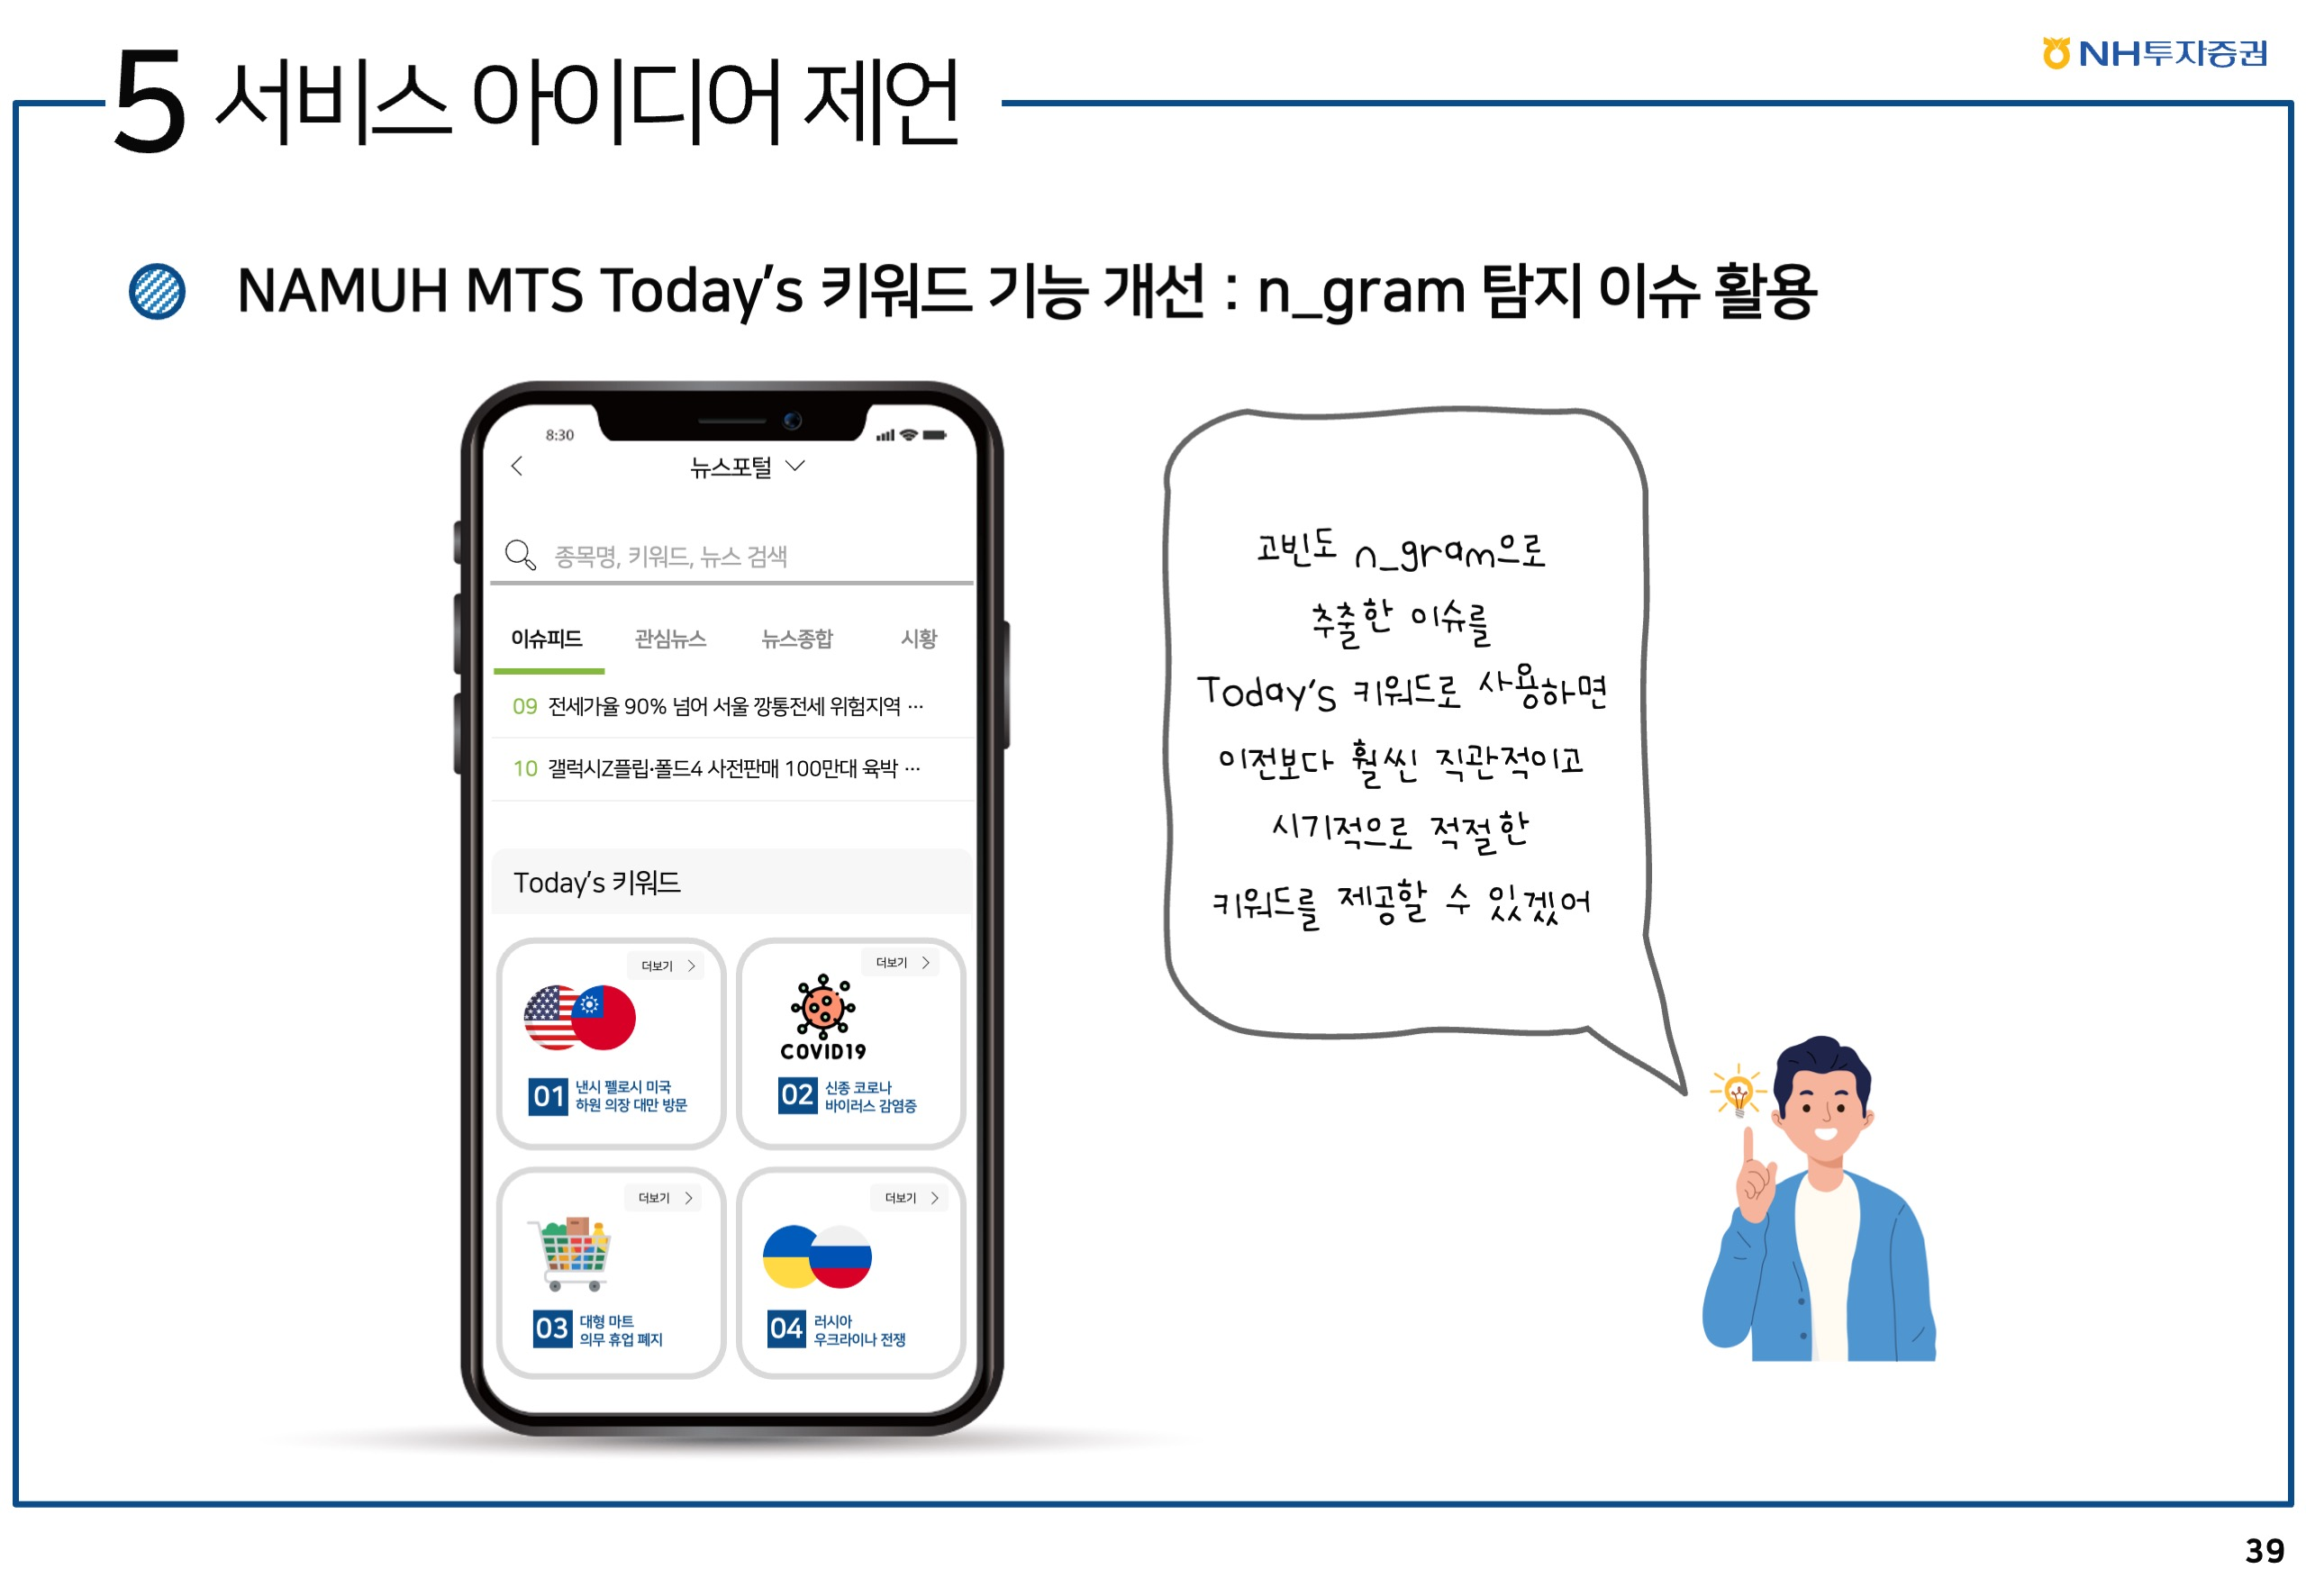 5 서비스 아이디어 제언
NH투자증권
NAMUH MTS Today's 키워드 기능 개선 : n_gram 탐지 이슈 활용
8:30
뉴스포털
종목명, 키워드, 뉴스 검색
이슈피드 관심뉴스 뉴스종합 시황
09 전세가율 90% 넘어 서울 깡통전세 위험지역 ···
10 갤럭시Z플립·폴드4 사전판매 100만대 육박 ···
Today's 키워드
더보기
01 낸시 펠로시 미국
하원 의장 대만 방문
더보기
COVID19
02 신종 코로나
바이러스 감염증
더보기
03 대형 마트
의무 휴업 폐지
더보기
04 러시아
우크라이나 전쟁
고빈도 n_gram으로
추출한 이슈를
Today's 키워드로 사용하면
이전보다 훨씬 직관적이고
시기적으로 적절한
키워드를 제공할 수 있겠어
39